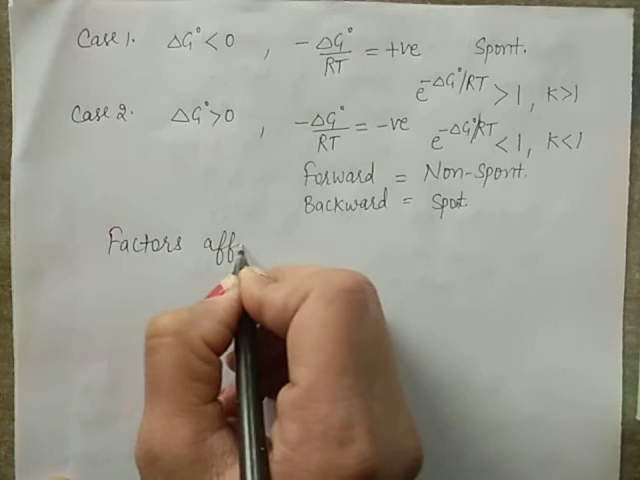 Case 1. ΔG° < 0 , -ΔG°/RT = +ve Spont.
e^-ΔG°/RT > 1, K>1
Case 2. ΔG° > 0 , -ΔG°/RT = -ve e^-ΔG°/RT < 1, K<1
Forward = Non-Spont.
Backward = Spot.
Factors aff